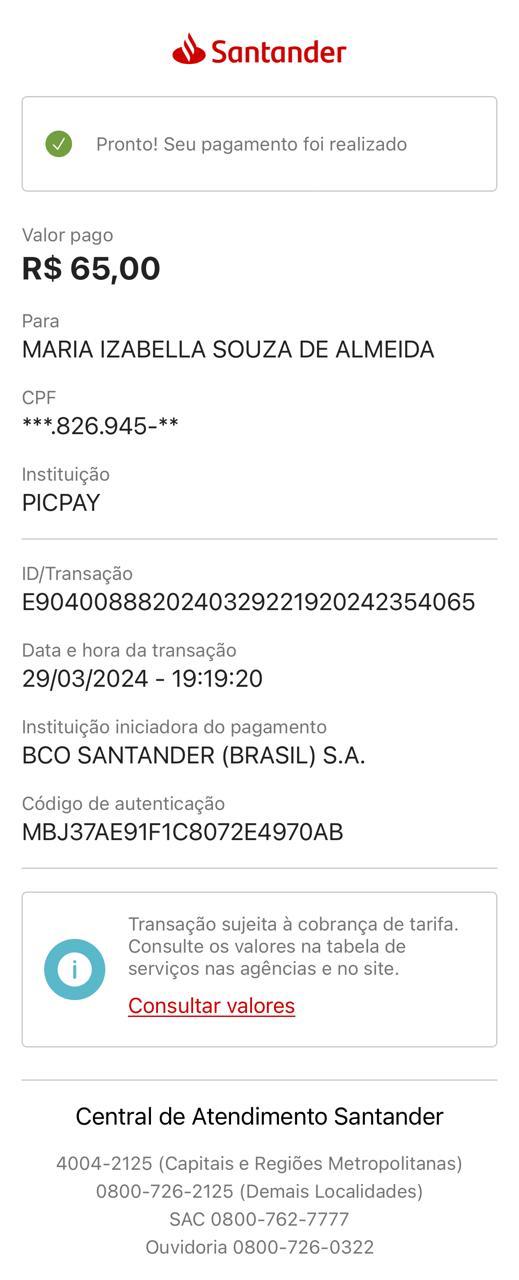 Santander
Pronto! Seu pagamento foi realizado
Valor pago
R$ 65,00
Para
MARIA IZABELLA SOUZA DE ALMEIDA
CPF
***.826.945-**
Instituição
PICPAY
ID/Transação
E9040088820240329221920242354065
Data e hora da transação
29/03/2024 - 19:19:20
Instituição iniciadora do pagamento
BCO SANTANDER (BRASIL) S.A.
Código de autenticação
MBJ37AE91F1C8072E4970AB
Transação sujeita à cobrança de tarifa.
Consulte os valores na tabela de
serviços nas agências e no site.
Consultar valores
Central de Atendimento Santander
4004-2125 (Capitais e Regiões Metropolitanas)
0800-726-2125 (Demais Localidades)
SAC 0800-762-7777
Ouvidoria 0800-726-0322